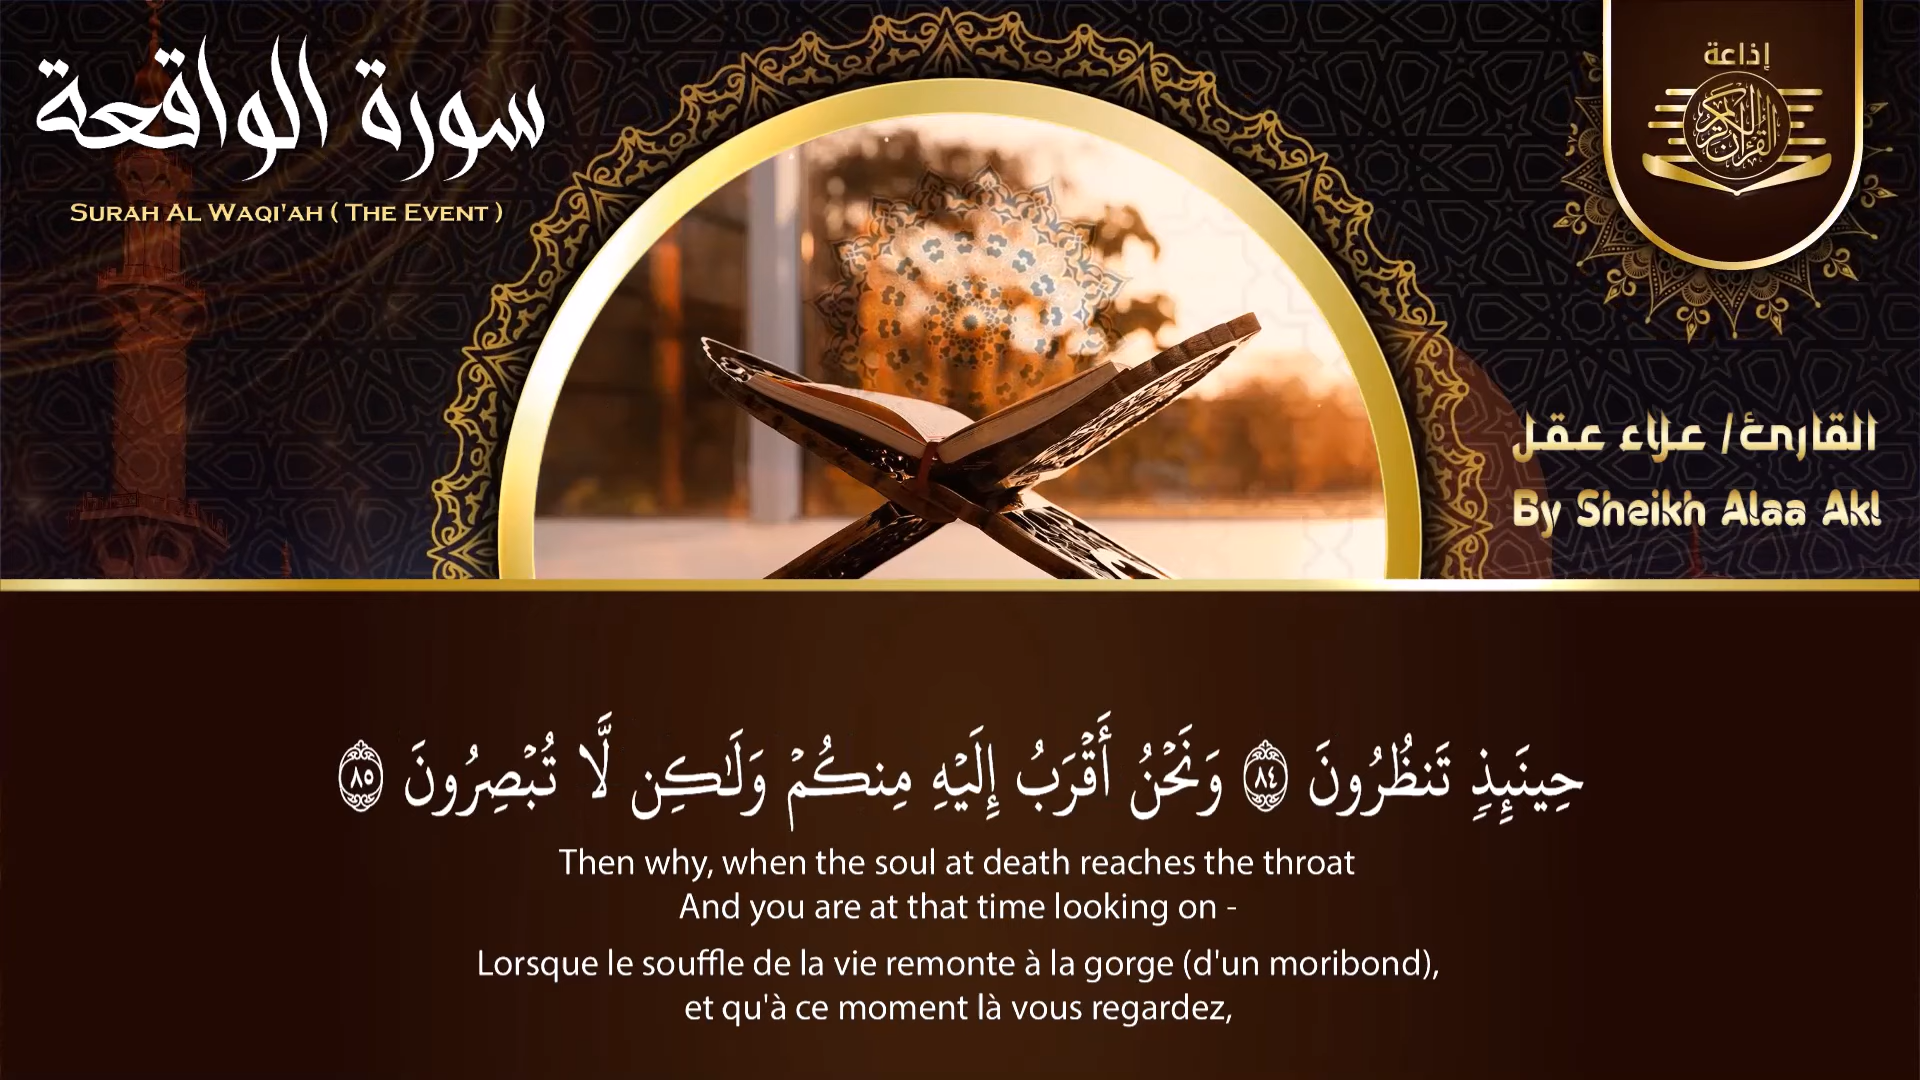 سورة الواقعة
SURAH AL WAQI'AH ( THE EVENT )
إذاعة
القرآن الكريم
القارئ/ علاء عقل
By Sheikh Alaa Akl
حِينَئِذٍ تَنظُرُونَ ٨٤ وَنَحْنُ أَقْرَبُ إِلَيْهِ مِنكُمْ وَلَٰكِن لَّا تُبْصِرُونَ ٨٥
Then why, when the soul at death reaches the throat
And you are at that time looking on -
Lorsque le souffle de la vie remonte à la gorge (d'un moribond),
et qu'à ce moment là vous regardez,